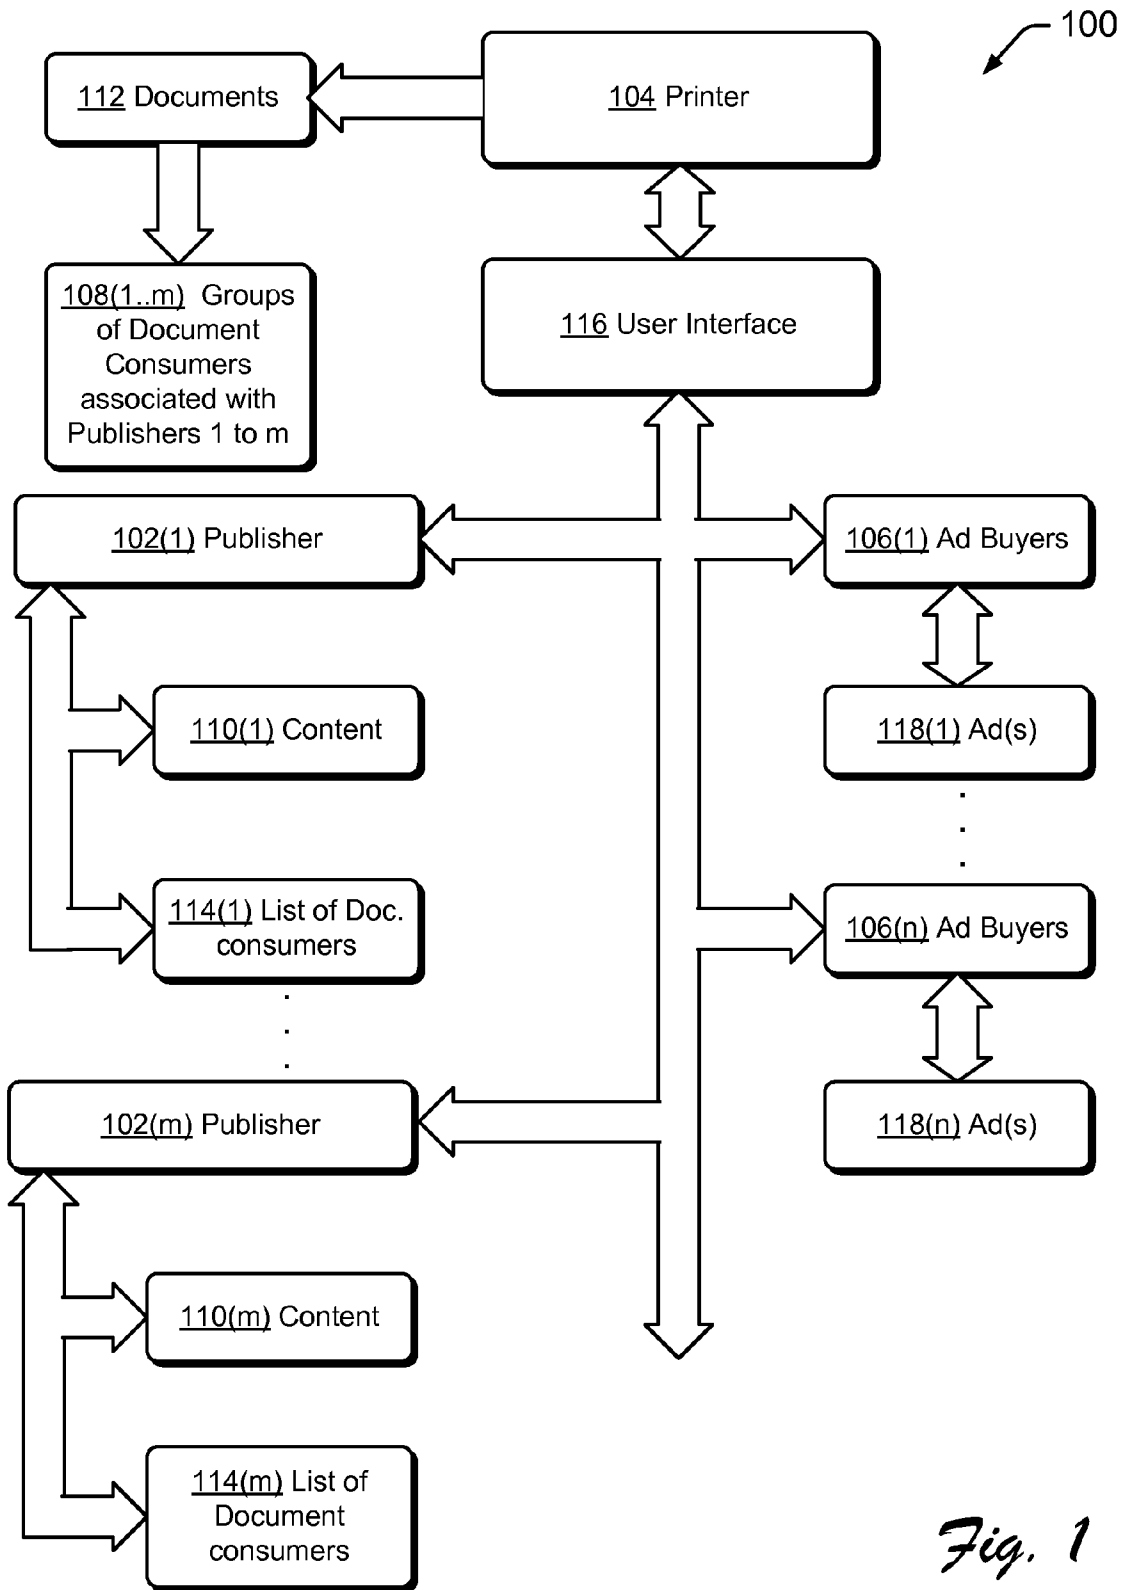 100
112 Documents
104 Printer
108(1..m) Groups
of Document
Consumers
associated with
Publishers 1 to m
116 User Interface
102(1) Publisher
106(1) Ad Buyers
110(1) Content
118(1) Ad(s)
114(1) List of Doc.
consumers
106(n) Ad Buyers
102(m) Publisher
118(n) Ad(s)
110(m) Content
114(m) List of
Document
consumers
Fig. 1